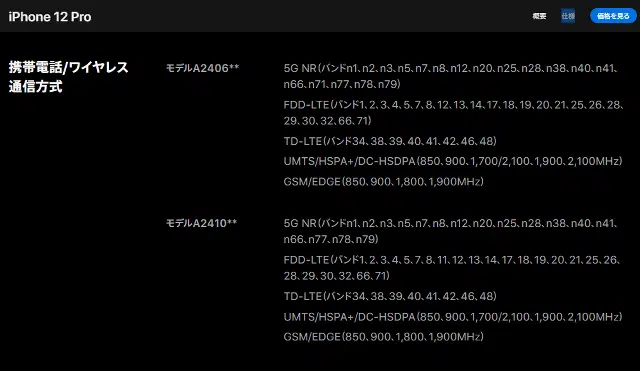 iPhone 12 Pro
概要
仕様
価格を見る
携帯電話/ワイヤレス
通信方式
モデルA2406**
5G NR(バンドn1、n2、n3、n5、n7、n8、n12、n20、n25、n28、n38、n40、n41、
n66、n71、n77、n78、n79)
FDD-LTE(バンド1、2、3、4、5、7、8、12、13、14、17、18、19、20、21、25、26、28、
29、30、32、66、71)
TD-LTE(バンド34、38、39、40、41、42、46、48)
UMTS/HSPA+/DC-HSDPA(850、900、1,700/2,100、1,900、2,100MHz)
GSM/EDGE(850、900、1,800、1,900MHz)
モデルA2410**
5G NR(バンドn1、n2、n3、n5、n7、n8、n12、n20、n25、n28、n38、n40、n41、
n66、n77、n78、n79)
FDD-LTE(バンド1、2、3、4、5、7、8、11、12、13、14、17、18、19、20、21、25、26、
28、29、30、32、66、71)
TD-LTE(バンド34、38、39、40、41、42、46、48)
UMTS/HSPA+/DC-HSDPA(850、900、1,700/2,100、1,900、2,100MHz)
GSM/EDGE(850、900、1,800、1,900MHz)